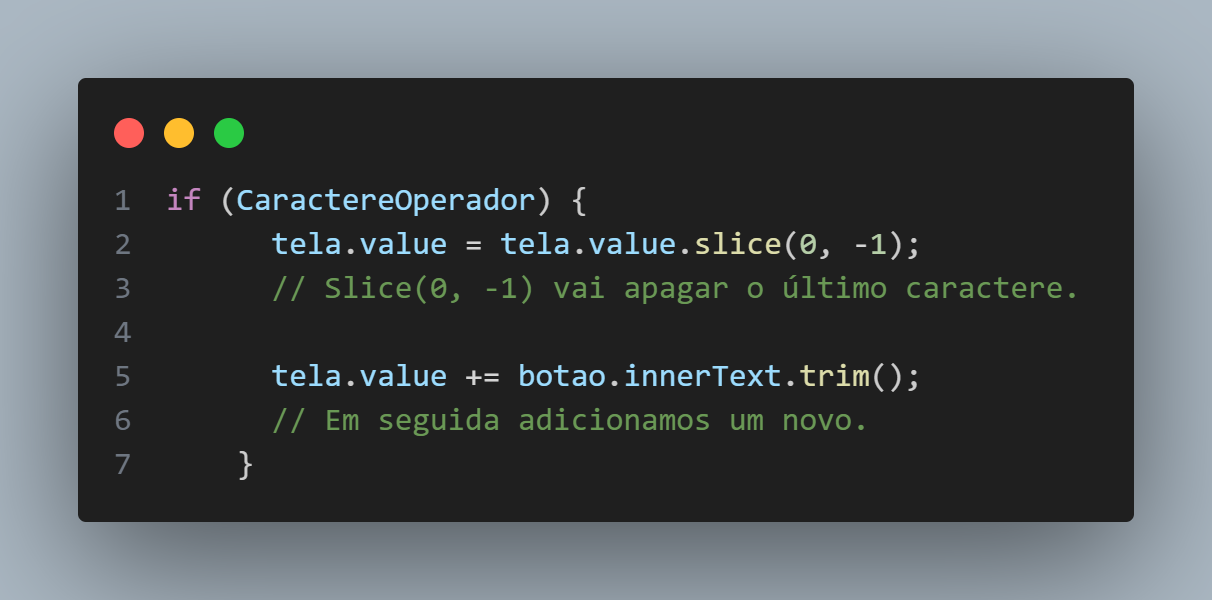 1 if (CaractereOperador) {
2 tela.value = tela.value.slice(0, -1);
3 // Slice(0, -1) vai apagar o último caractere.
4
5 tela.value += botao.innerText.trim();
6 // Em seguida adicionamos um novo.
7 }